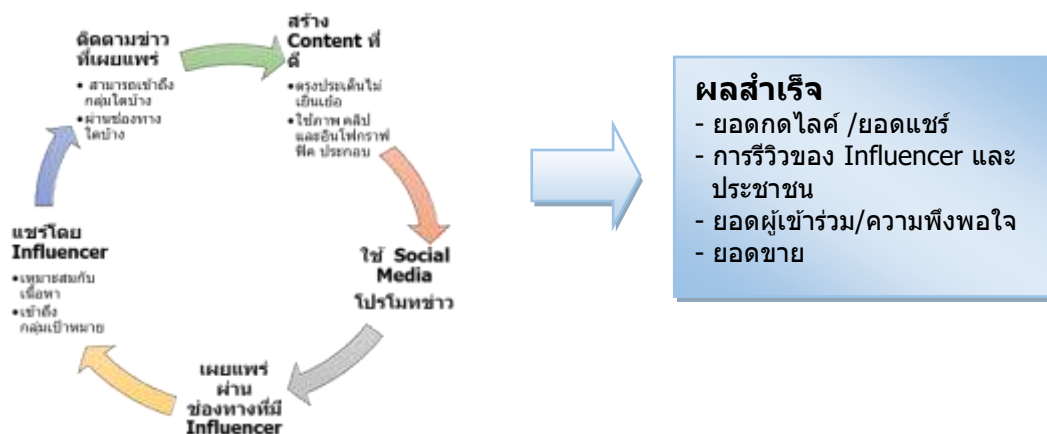 สร้าง
Content ที่
ดี
•ตรงประเด็นไม่
เยิ่นเย้อ
•ใช้ภาพ คลิป
และอินโฟกราฟ
ฟิค ประกอบ
ใช้ Social
Media
โปรโมทข่าว
เผยแพร่
ผ่าน
ช่องทางที่มี
Influencer
แชร์โดย
Influencer
•เหมาะสมกับ
เนื้อหา
•เข้าถึง
กลุ่มเป้าหมาย
ติดตามข่าว
ที่เผยแพร่
• สามารถเข้าถึง
กลุ่มใดบ้าง
•ผ่านช่องทาง
ใดบ้าง
ผลสำเร็จ
- ยอดกดไลค์ /ยอดแชร์
- การรีวิวของ Influencer และ
ประชาชน
- ยอดผู้เข้าร่วม/ความพึงพอใจ
- ยอดขาย